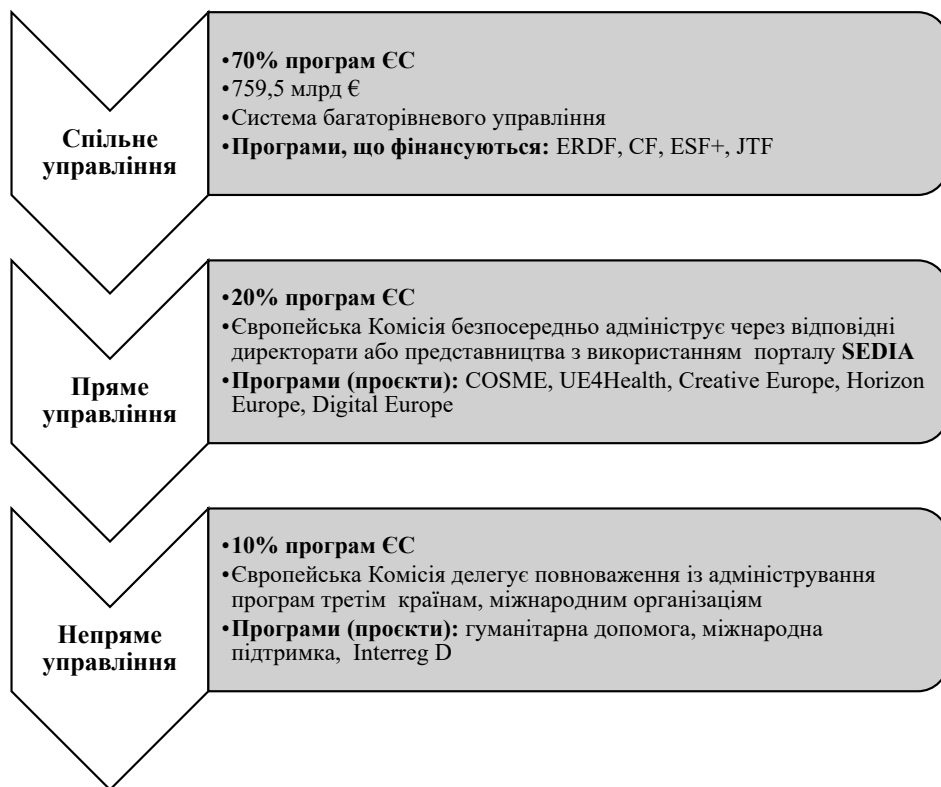 Спільне
управління
•70% програм ЄС
•759,5 млрд €
•Система багаторівневого управління
•Програми, що фінансуються: ERDF, CF, ESF+, JTF
Пряме
управління
•20% програм ЄС
•Європейська Комісія безпосередньо адмініструє через відповідні
директорати або представництва з використанням порталу SEDIA
•Програми (проєкти): COSME, UE4Health, Creative Europe, Horizon
Europe, Digital Europe
Непряме
управління
•10% програм ЄС
•Європейська Комісія делегує повноваження із адміністрування
програм третім країнам, міжнародним організаціям
•Програми (проєкти): гуманітарна допомога, міжнародна
підтримка, Interreg D